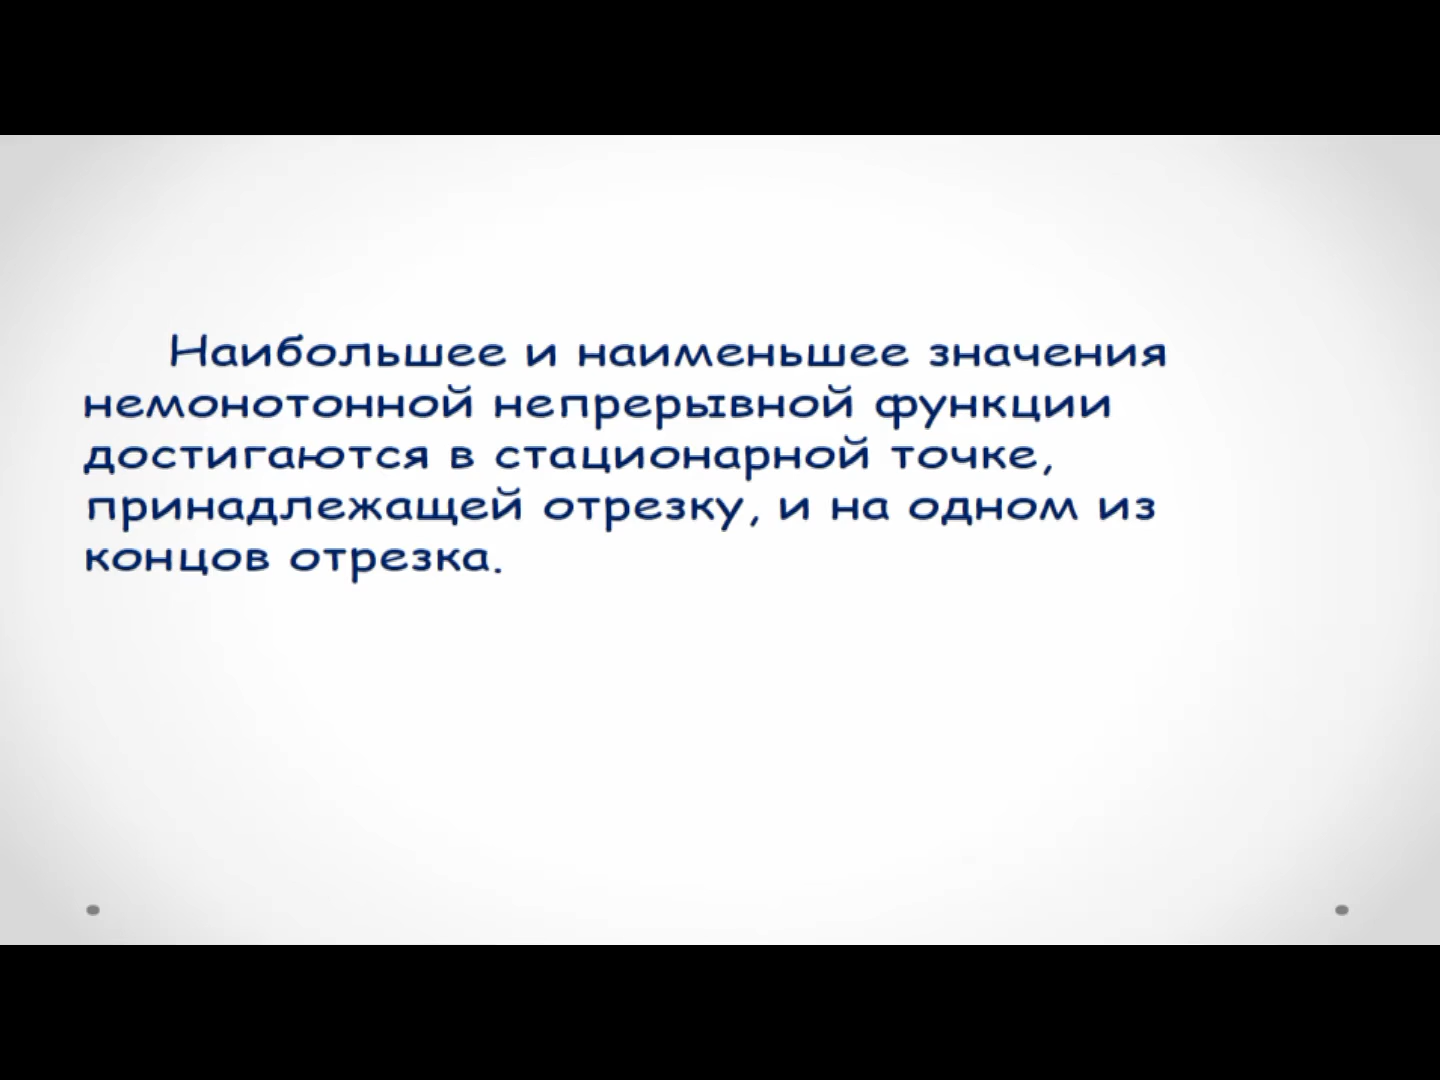 Наибольшее и наименьшее значения
немонотонной непрерывной функции
достигаются в стационарной точке,
принадлежащей отрезку, и на одном из
концов отрезка.